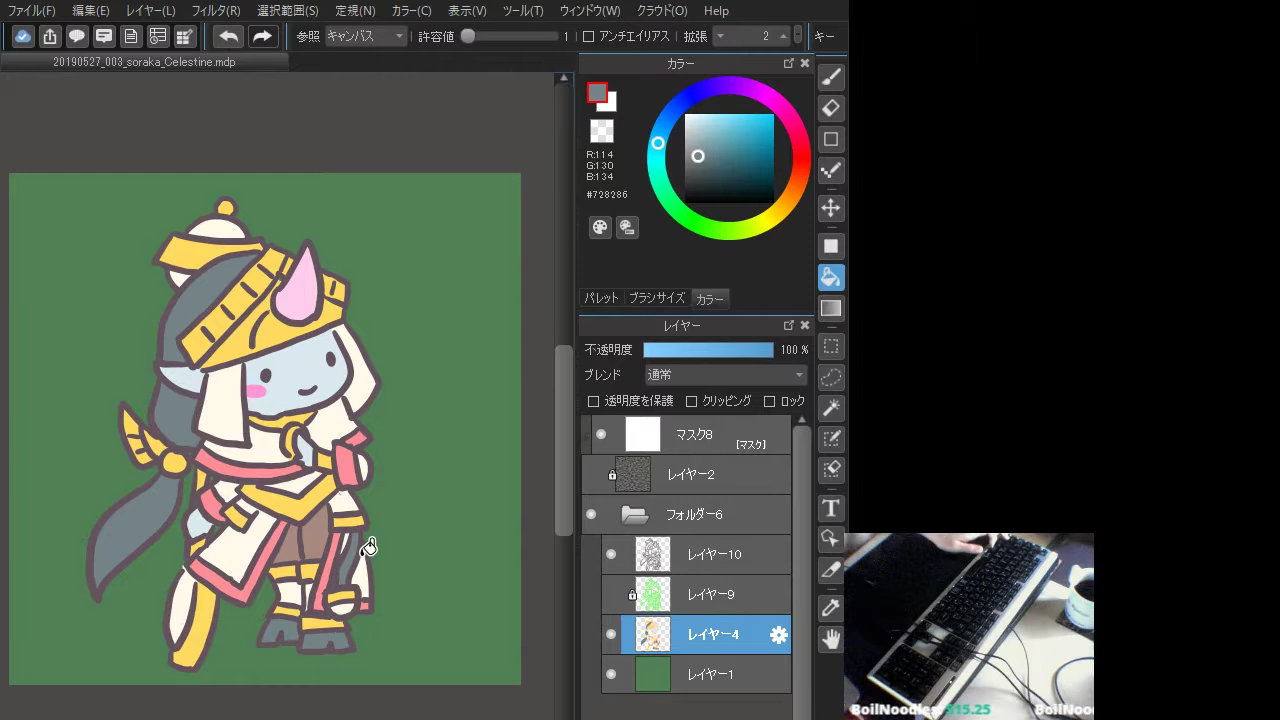 ファイル(F) 編集(E) レイヤー(L) フィルタ(R) 選択範囲(S) 定規(N) カラー(C) 表示(V) ツール(T) ウィンドウ(W) クラウド(O) Help
参照 キャンバス 許容値 1 アンチエイリアス 拡張 2 キー
20190527_003_soraka_Celestine.mdp
カラー
R:114
G:130
B:134
#728286
パレット ブラシサイズ カラー
レイヤー
不透明度 100 %
ブレンド 通常
透明度を保護 クリッピング ロック
マスク8 [マスク]
レイヤー2
フォルダー6
レイヤー10
レイヤー9
レイヤー4
レイヤー1
T
BoilNoodles: $15.25 BoilNoo